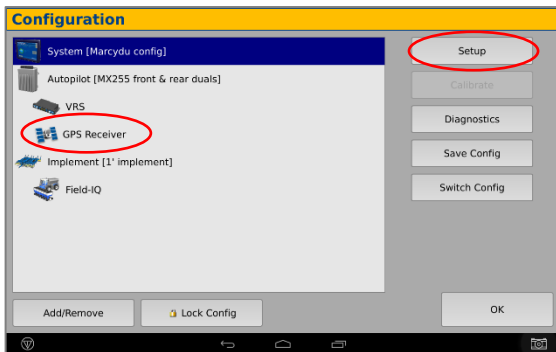 Configuration
System [Marcydu config]
Autopilot [MX255 front & rear duals]
VRS
GPS Receiver
Implement [1' implement]
Field-IQ
Setup
Calibrate
Diagnostics
Save Config
Switch Config
Add/Remove
Lock Config
OK